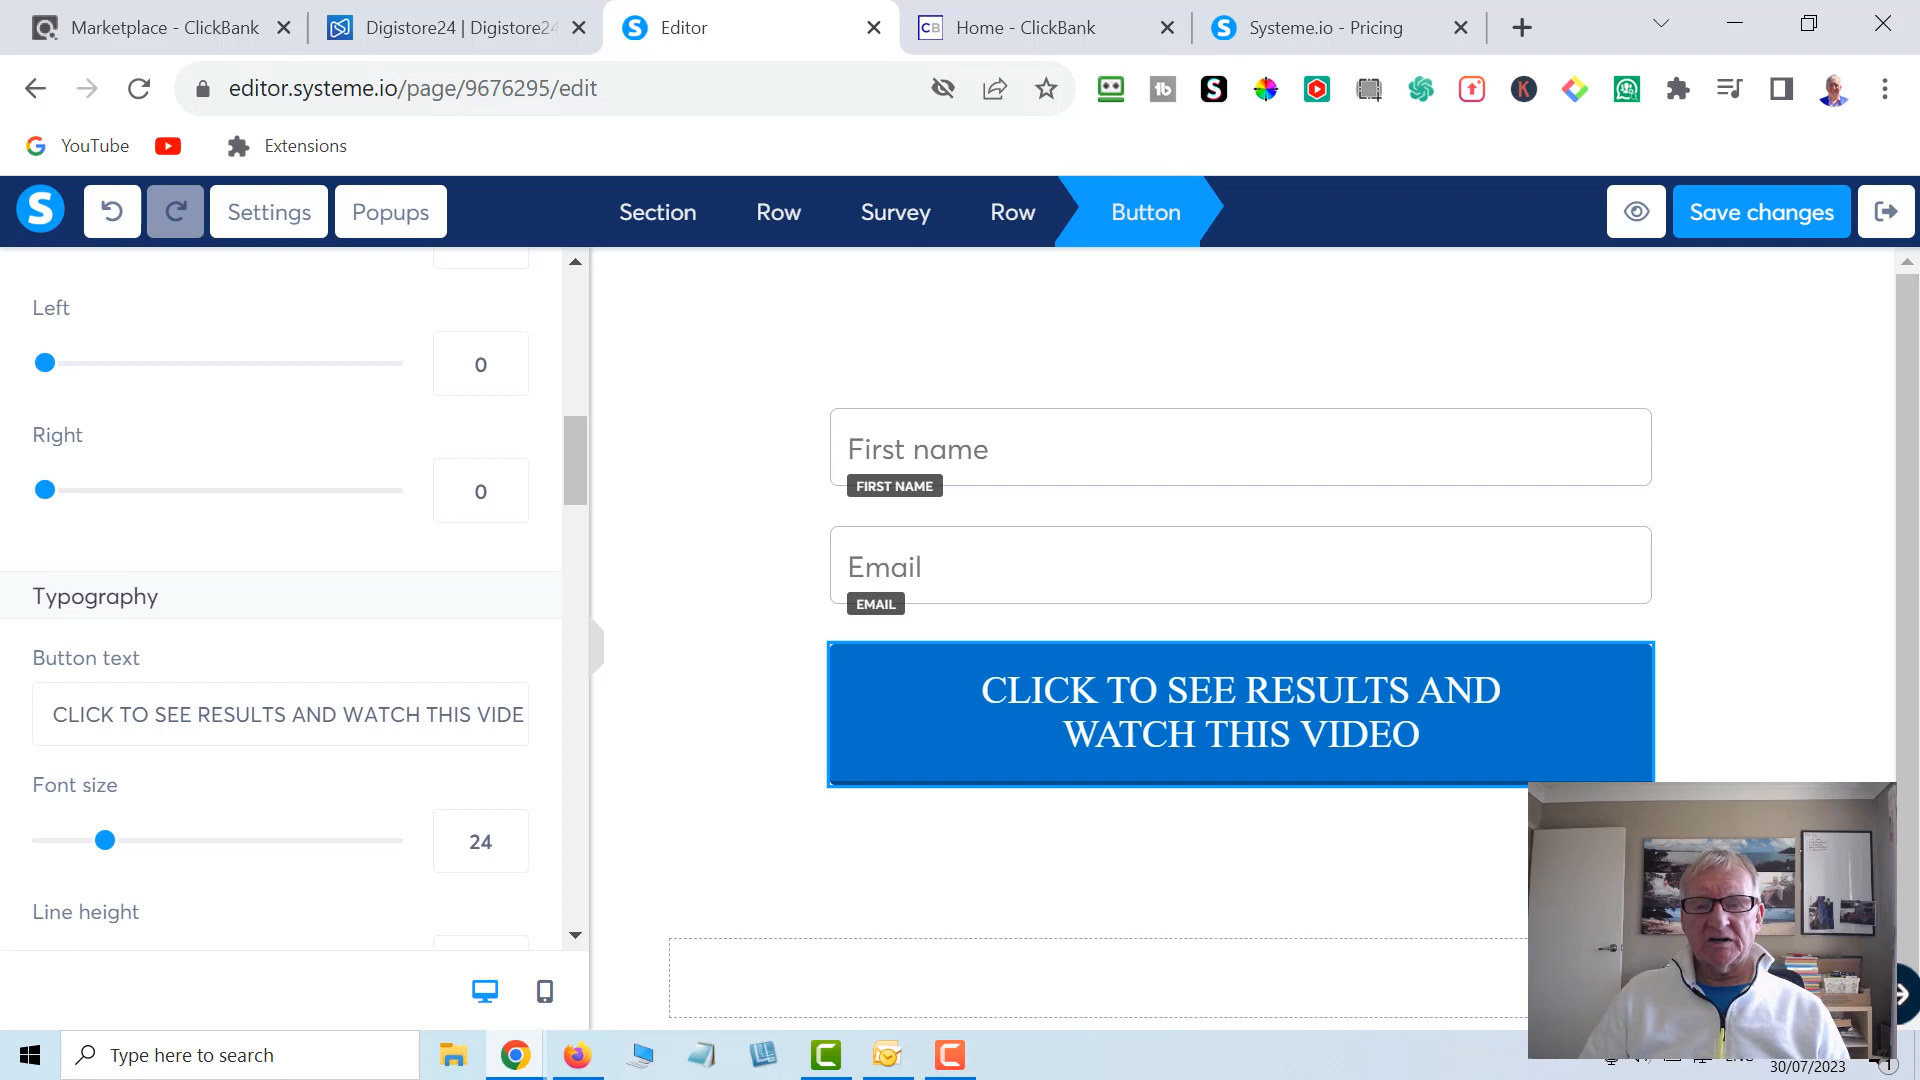 Marketplace - ClickBank
Digistore24 | Digistore24
Editor
CB
Home - ClickBank
Systeme.io - Pricing
editor.systeme.io/page/9676295/edit
YouTube
Extensions
S
Settings
Popups
Section
Row
Survey
Row
Button
Save changes
Left
0
Right
0
Typography
Button text
CLICK TO SEE RESULTS AND WATCH THIS VIDE
Font size
24
Line height
First name
FIRST NAME
Email
EMAIL
CLICK TO SEE RESULTS AND
WATCH THIS VIDEO
Type here to search
30/07/2023
1